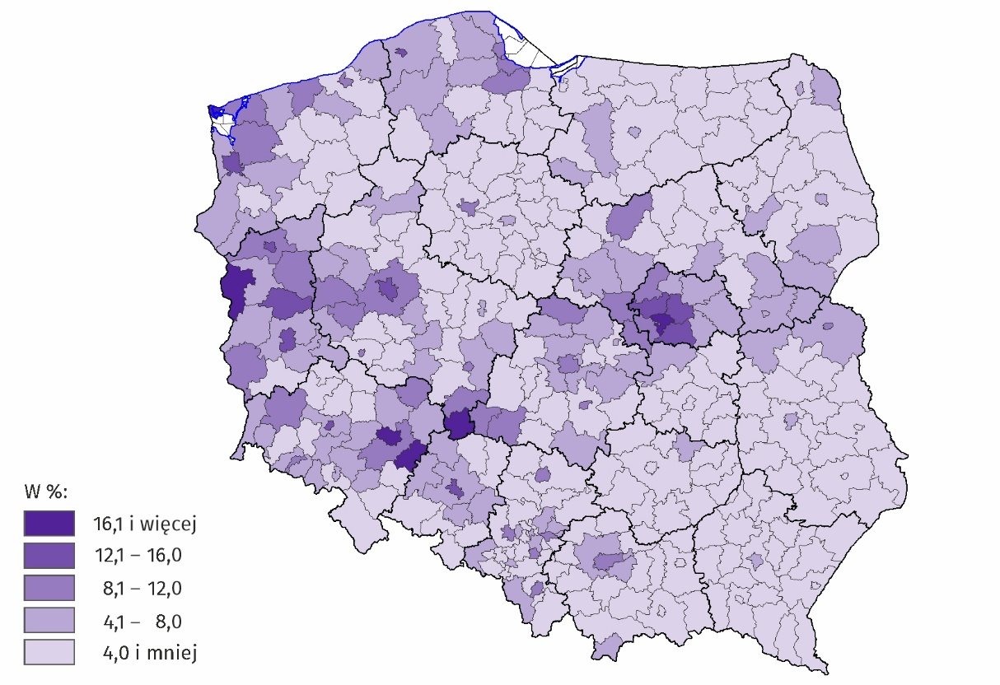 W %:
16,1 i więcej
12,1 – 16,0
8,1 – 12,0
4,1 – 8,0
4,0 i mniej